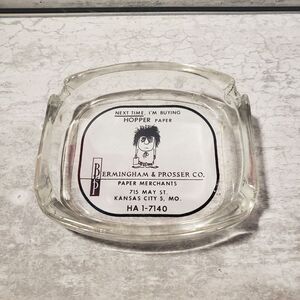 NEXT TIME, I'M BUYING
HOPPER PAPER
BERMINGHAM & PROSSER CO.
PAPER MERCHANTS
715 MAY ST.
KANSAS CITY 5, MO.
HA 1-7140